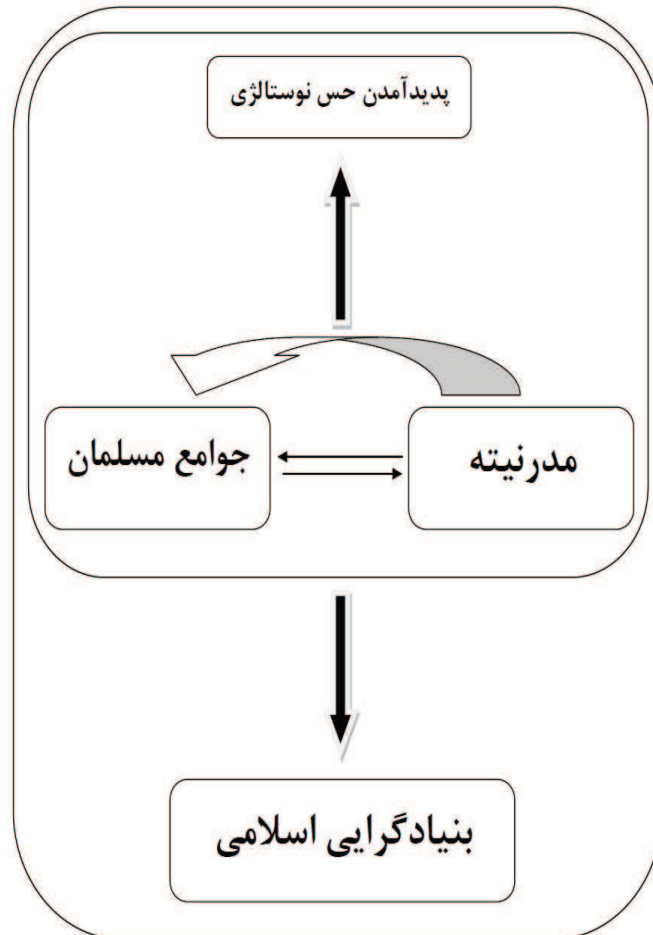 پدیدآمدن حس نوستالژی
مدرنیته
جوامع مسلمان
بنیادگرایی اسلامی